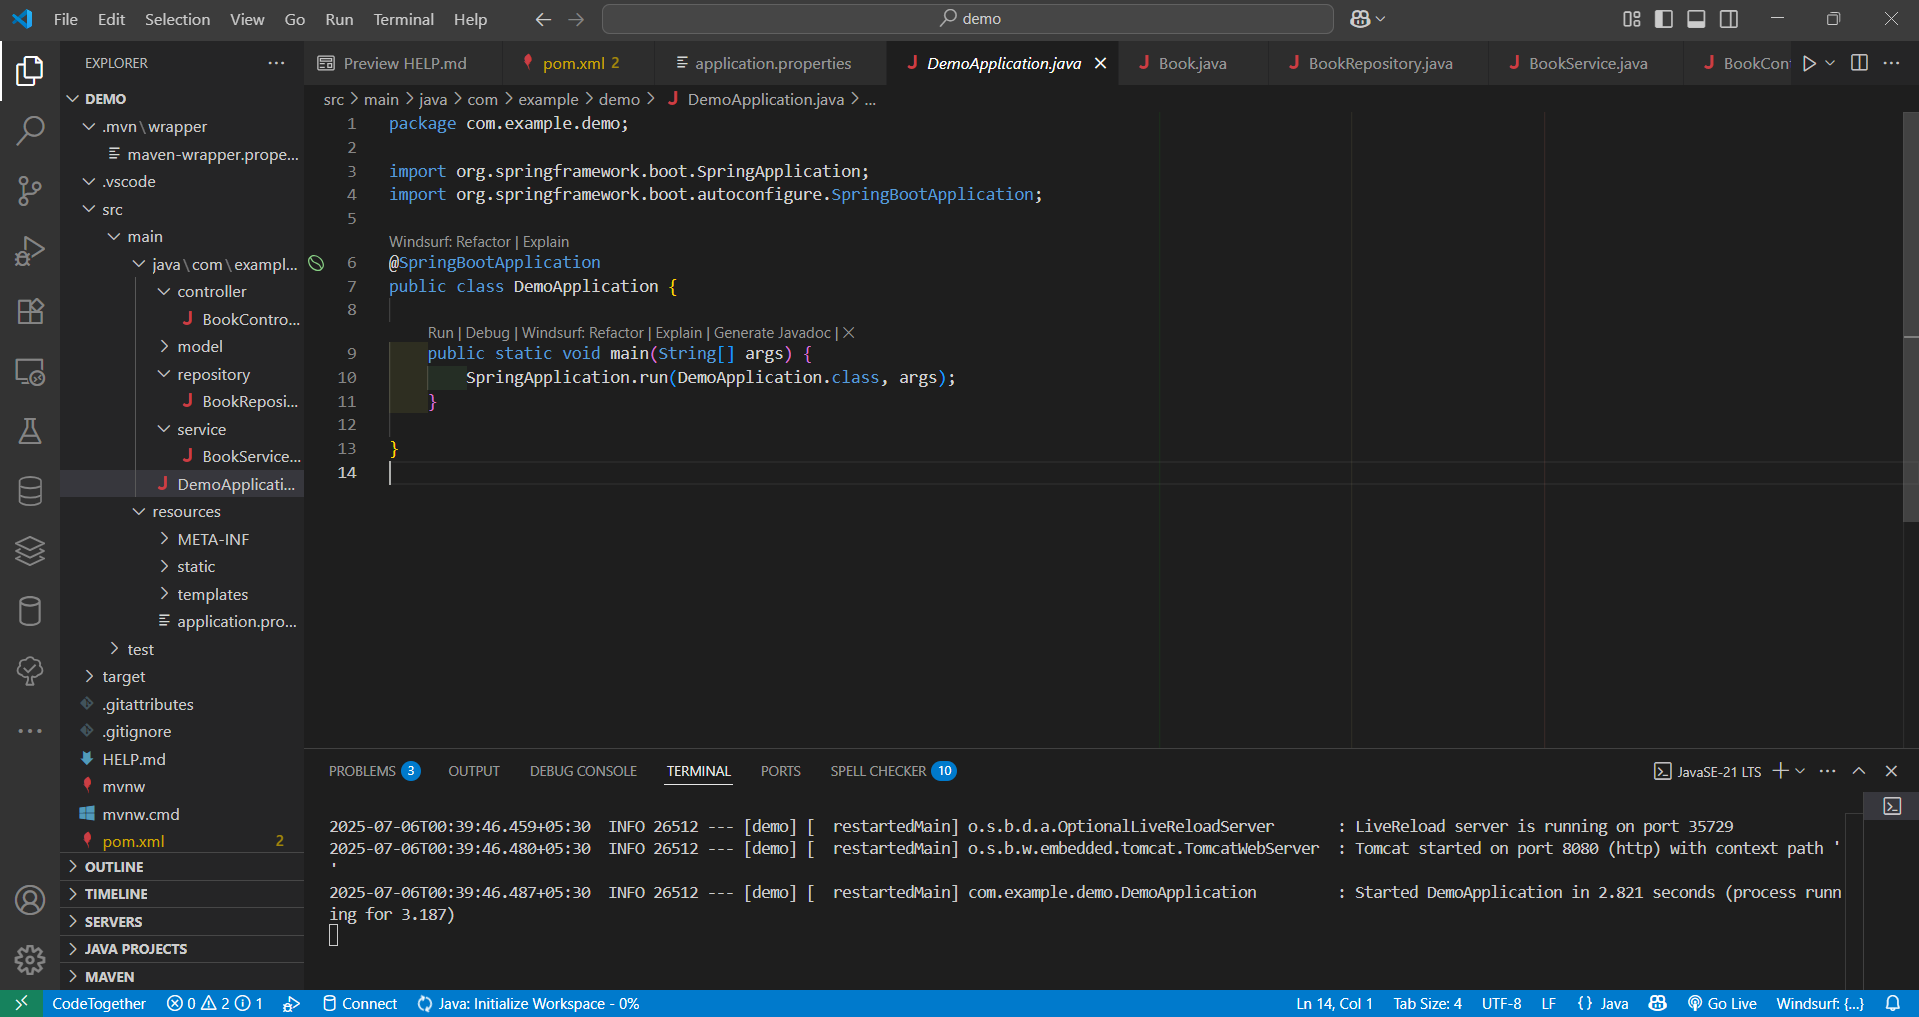 File Edit Selection View Go Run Terminal Help
demo
EXPLORER
DEMO
.mvn\wrapper
maven-wrapper.prope...
.vscode
src
main
java\com\exampl...
controller
BookContro...
model
repository
BookReposi...
service
BookService...
DemoApplicati...
resources
META-INF
static
templates
application.pro...
test
target
.gitattributes
.gitignore
HELP.md
mvnw
mvnw.cmd
pom.xml 2
OUTLINE
TIMELINE
SERVERS
JAVA PROJECTS
MAVEN
Preview HELP.md pom.xml 2 application.properties DemoApplication.java Book.java BookRepository.java BookService.java BookCont
src > main > java > com > example > demo > DemoApplication.java > ...
1 package com.example.demo;
2
3 import org.springframework.boot.SpringApplication;
4 import org.springframework.boot.autoconfigure.SpringBootApplication;
5
Windsurf: Refactor | Explain
6 @SpringBootApplication
7 public class DemoApplication {
8
Run | Debug | Windsurf: Refactor | Explain | Generate Javadoc | ×
9 public static void main(String[] args) {
10 SpringApplication.run(DemoApplication.class, args);
11 }
12
13 }
14
PROBLEMS 3 OUTPUT DEBUG CONSOLE TERMINAL PORTS SPELL CHECKER 10 JavaSE-21 LTS
2025-07-06T00:39:46.459+05:30 INFO 26512 --- [demo] [ restartedMain] o.s.b.d.a.OptionalLiveReloadServer : LiveReload server is running on port 35729
2025-07-06T00:39:46.480+05:30 INFO 26512 --- [demo] [ restartedMain] o.s.b.w.embedded.tomcat.TomcatWebServer : Tomcat started on port 8080 (http) with context path '
'
2025-07-06T00:39:46.487+05:30 INFO 26512 --- [demo] [ restartedMain] com.example.demo.DemoApplication : Started DemoApplication in 2.821 seconds (process runn
ing for 3.187)
CodeTogether 0 2 1 Connect Java: Initialize Workspace - 0% Ln 14, Col 1 Tab Size: 4 UTF-8 LF {} Java Go Live Windsurf: {...}